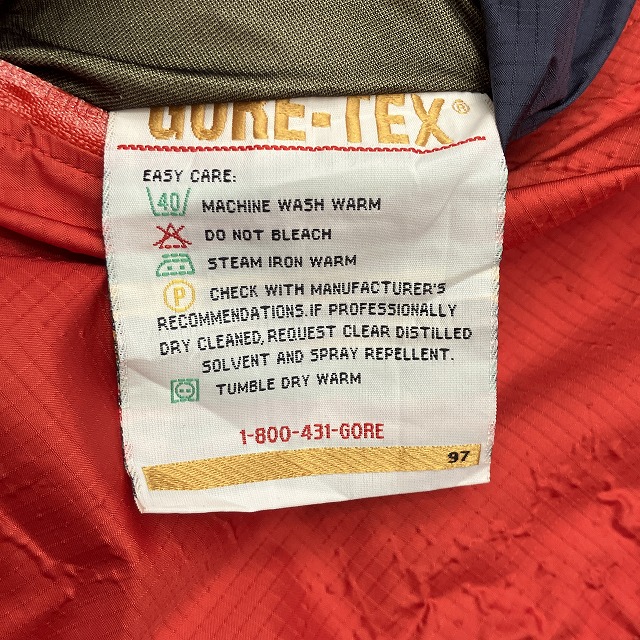 GORE-TEX®
EASY CARE:
40 MACHINE WASH WARM
DO NOT BLEACH
STEAM IRON WARM
P CHECK WITH MANUFACTURER'S
RECOMMENDATIONS.IF PROFESSIONALLY
DRY CLEANED, REQUEST CLEAR DISTILLED
SOLVENT AND SPRAY REPELLENT.
TUMBLE DRY WARM
1-800-431-GORE
97